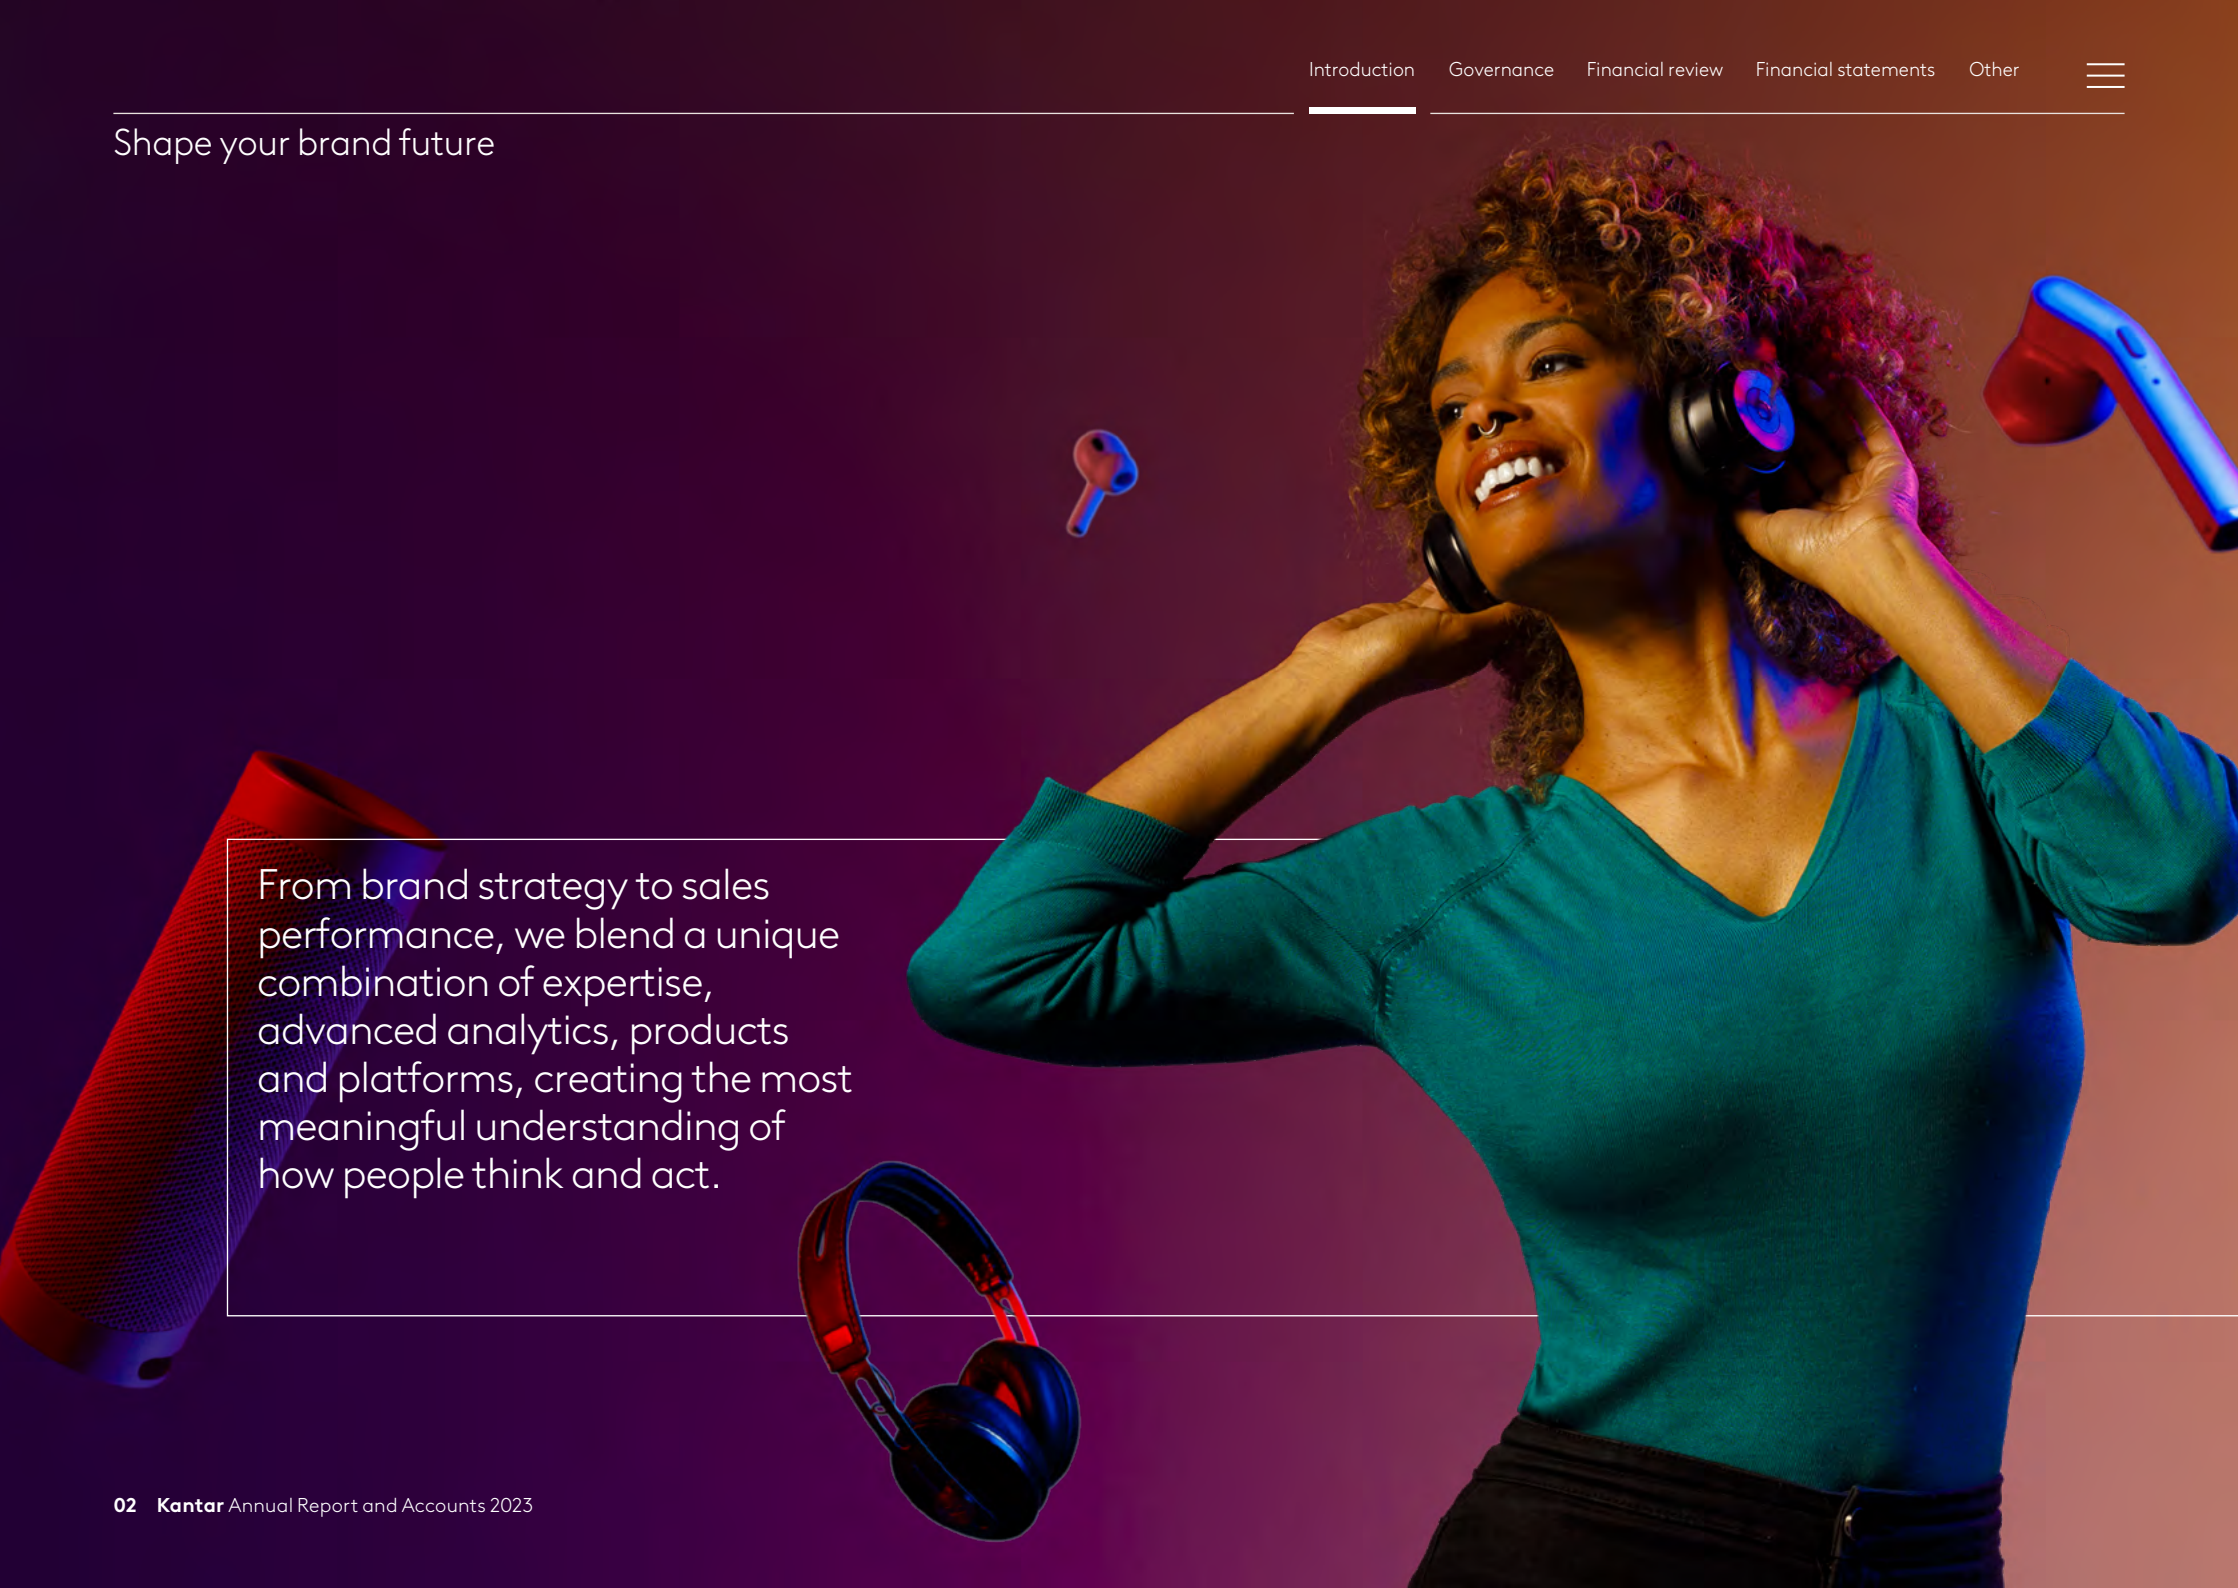 Introduction Governance Financial review Financial statements Other
Shape your brand future
From brand strategy to sales
performance, we blend a unique
combination of expertise,
advanced analytics, products
and platforms, creating the most
meaningful understanding of
how people think and act.
02 Kantar Annual Report and Accounts 2023